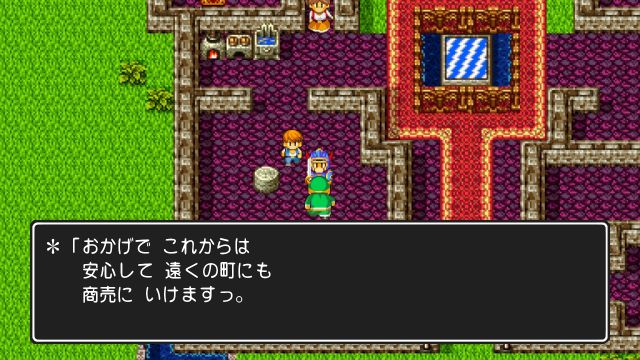 ＊「おかげで これからは
安心して 遠くの町にも
商売に いけますっ。